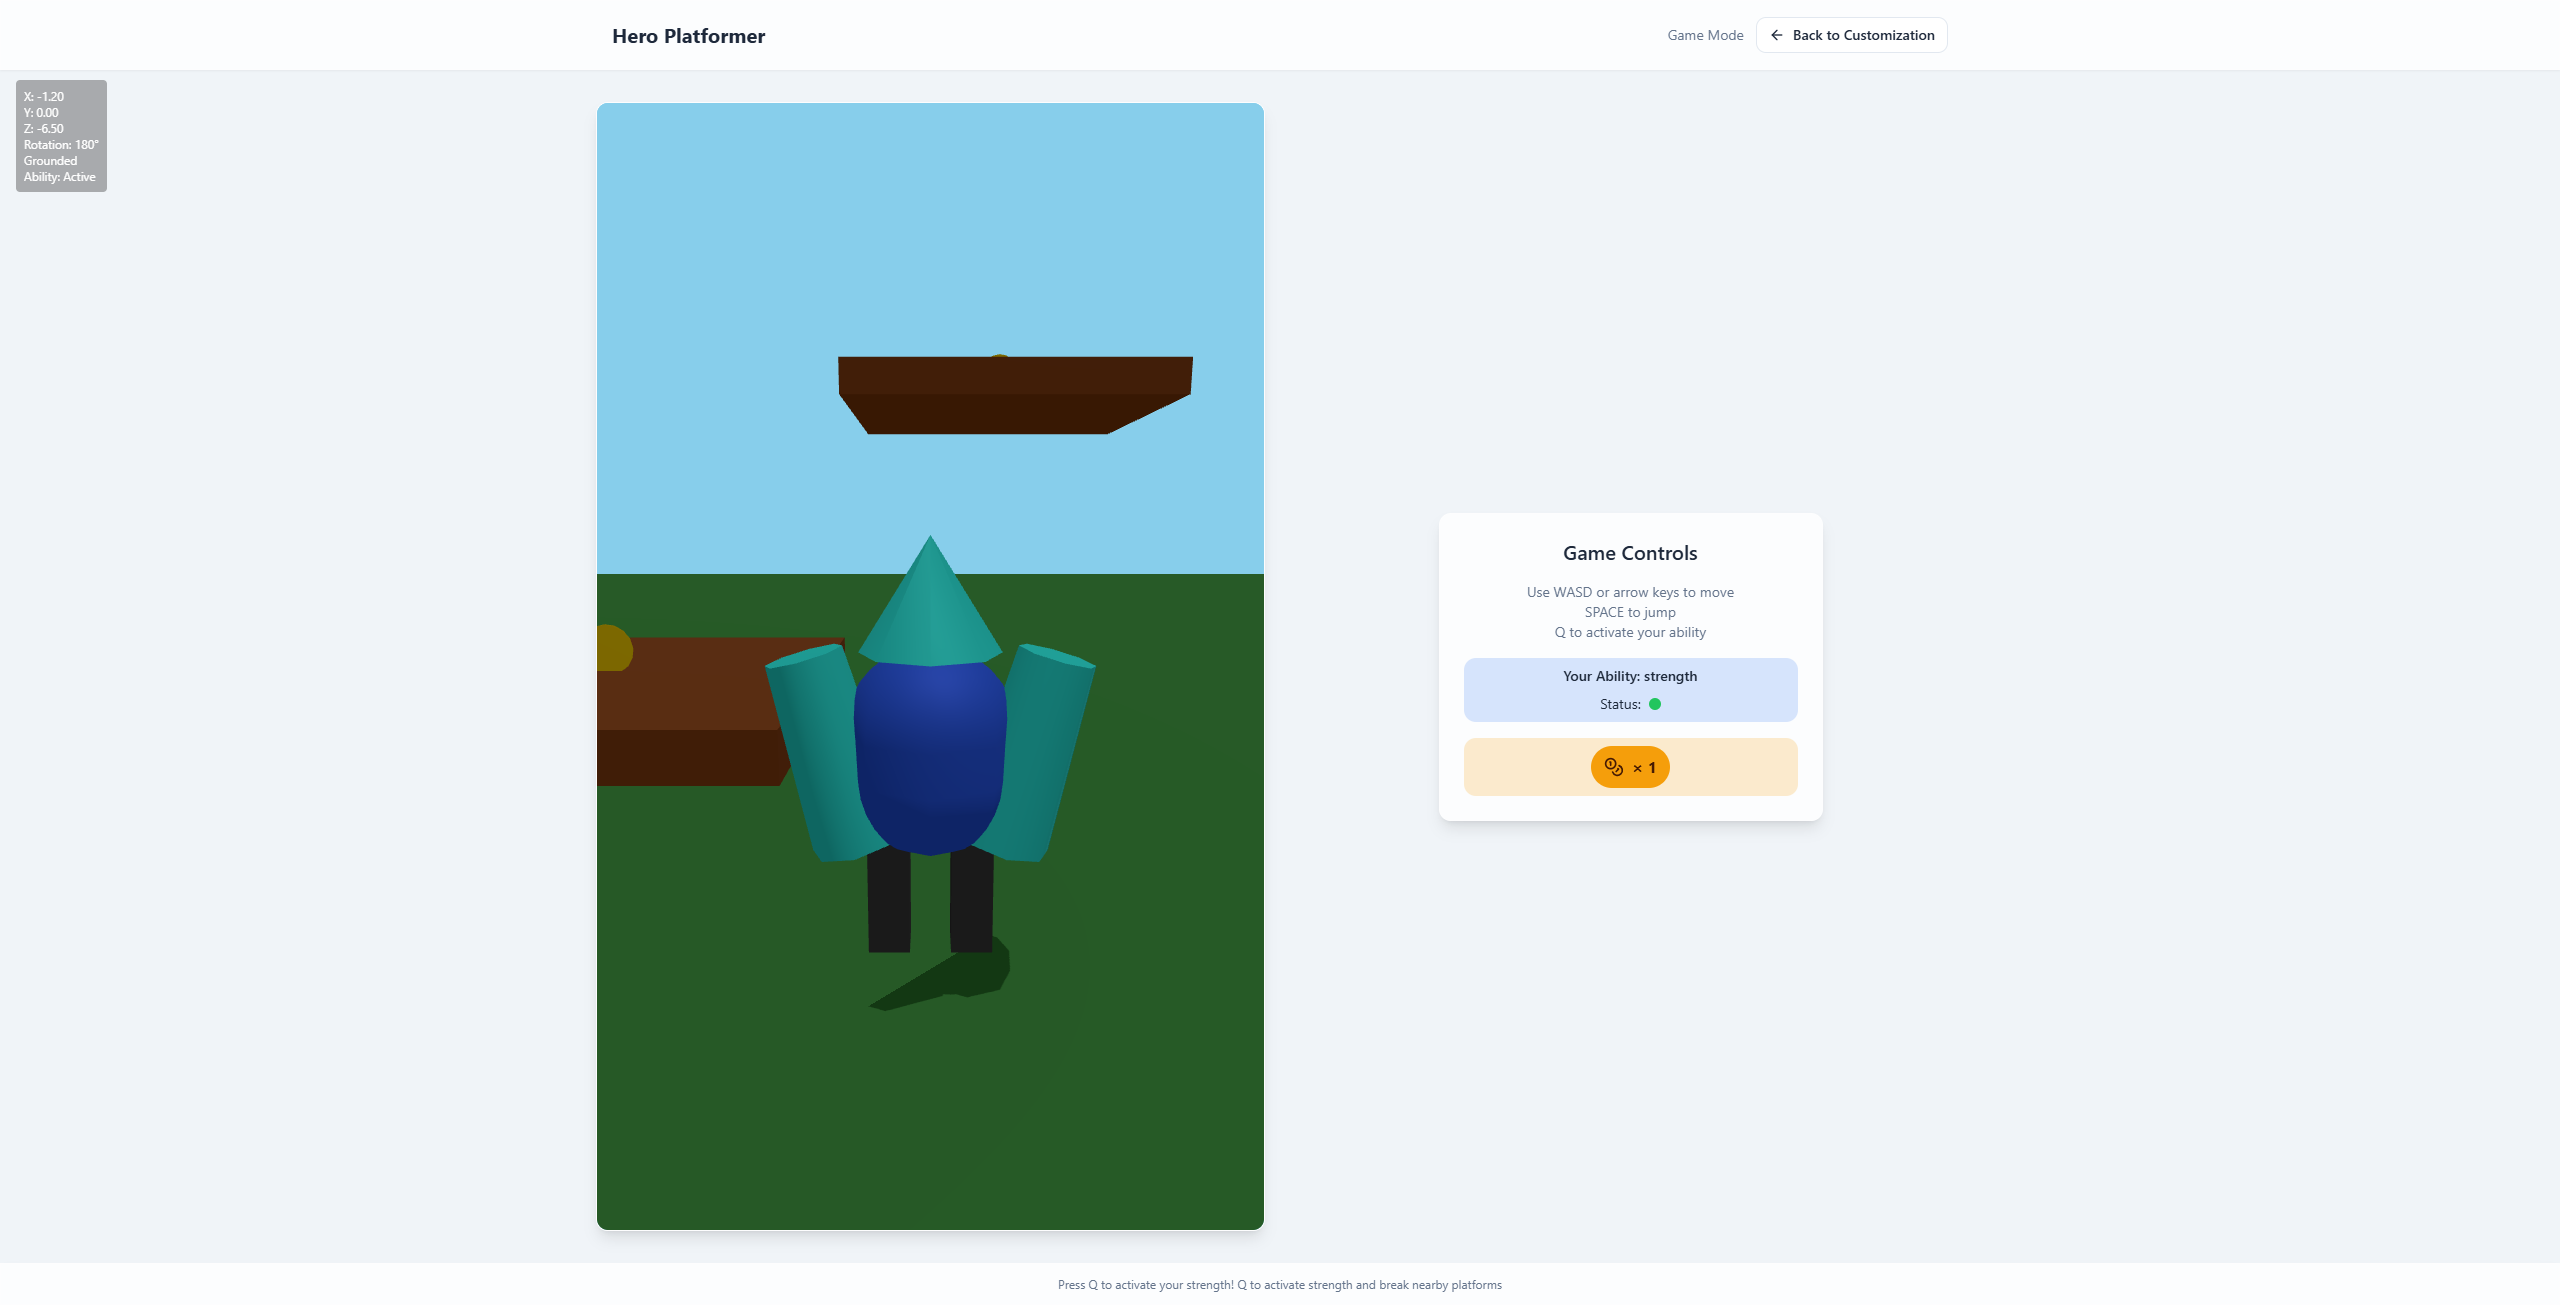 Hero Platformer
Game Mode
Back to Customization
X: -1.20
Y: 0.00
Z: -6.50
Rotation: 180°
Grounded
Ability: Active
Game Controls
Use WASD or arrow keys to move
SPACE to jump
Q to activate your ability
Your Ability: strength
Status:
× 1
Press Q to activate your strength! Q to activate strength and break nearby platforms